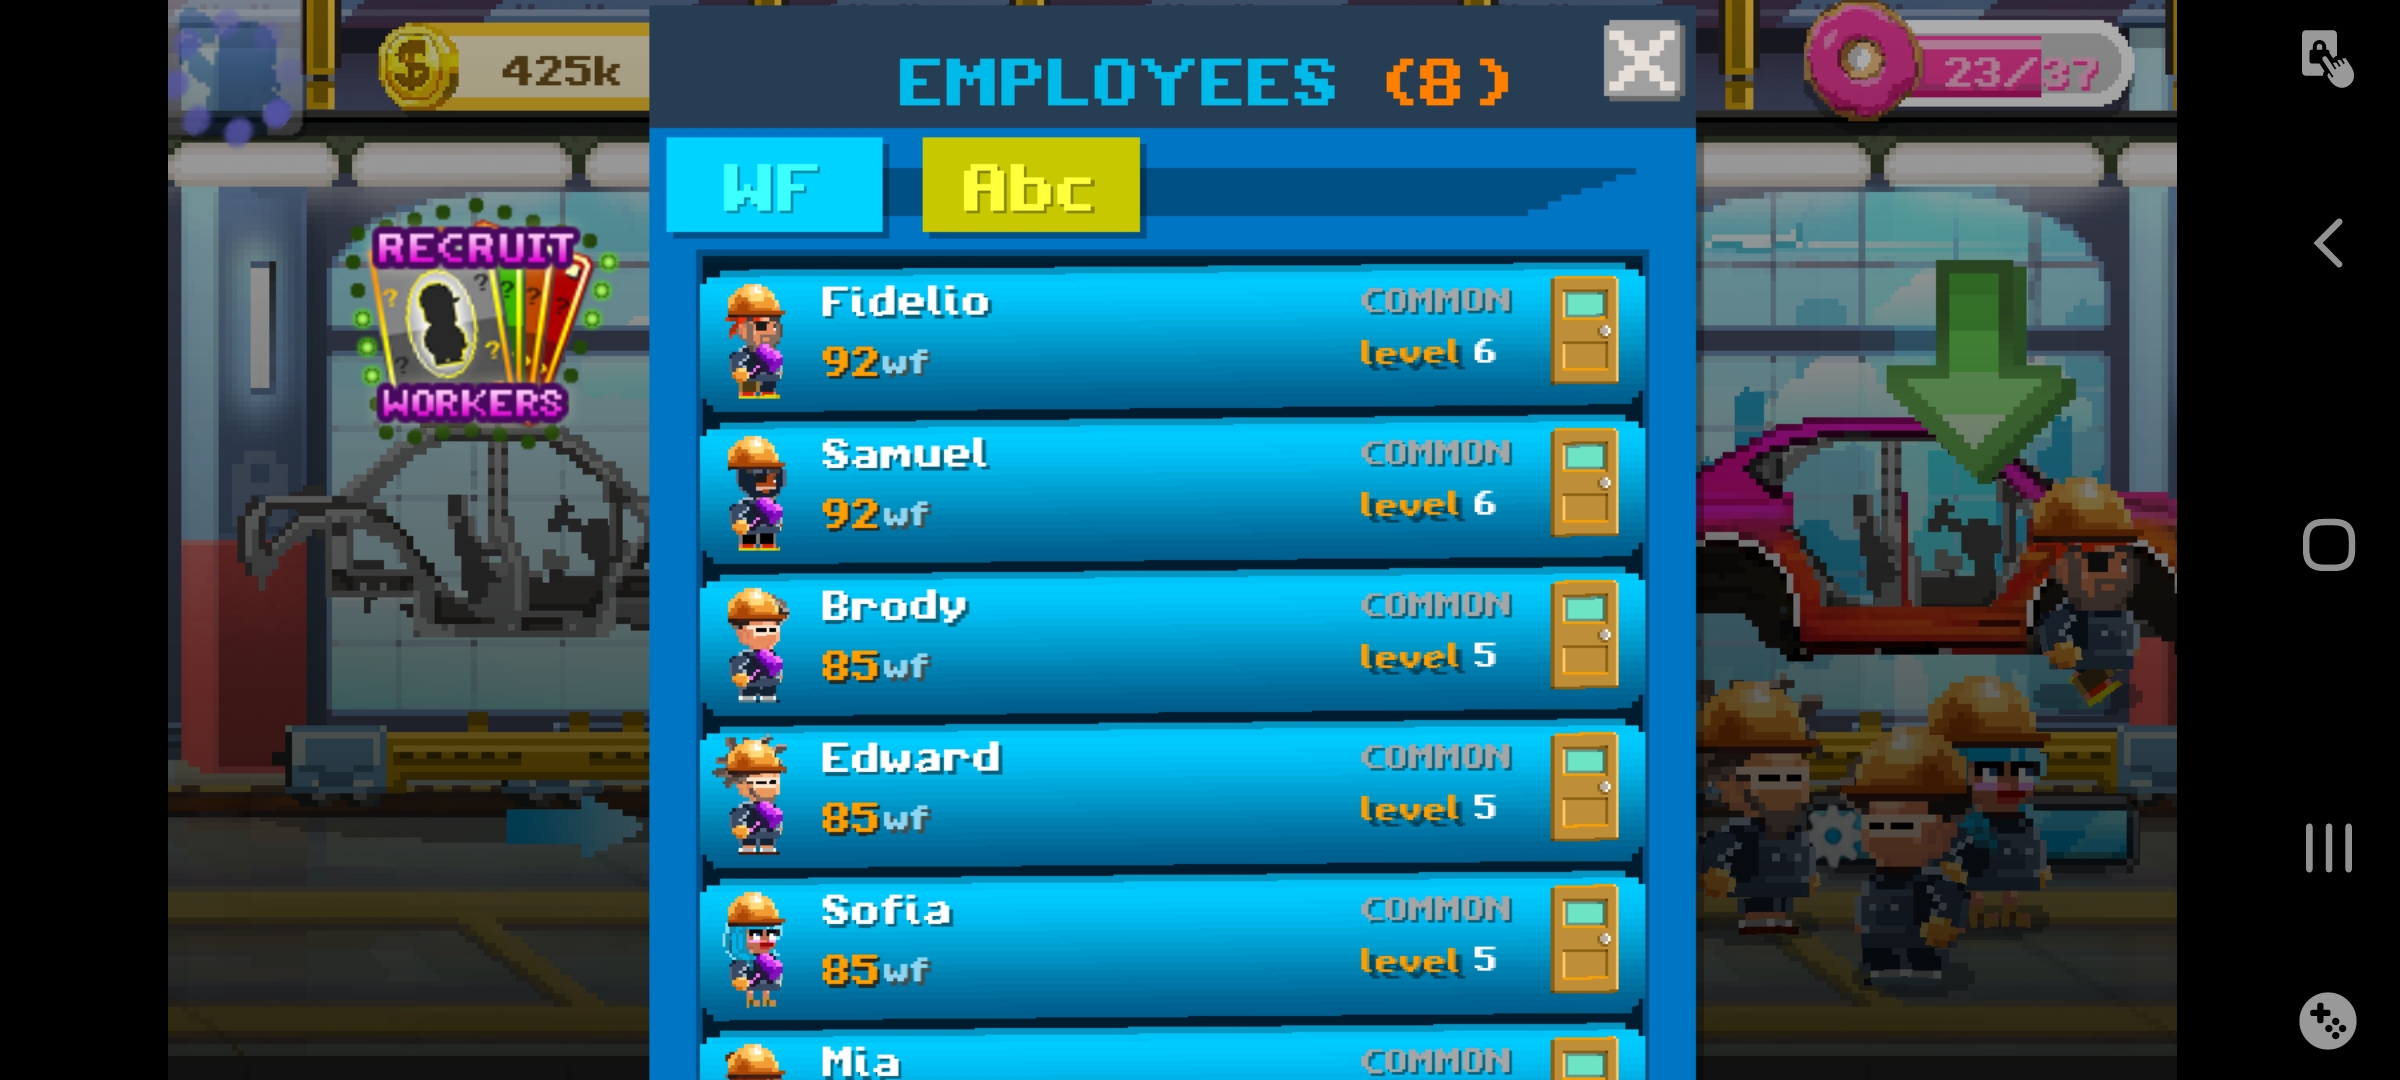 425k
EMPLOYEES (8)
23/37
WF
Abc
RECRUIT
WORKERS
Fidelio
COMMON
92wf
level 6
Samuel
COMMON
92wf
level 6
Brody
COMMON
85wf
level 5
Edward
COMMON
85wf
level 5
Sofia
COMMON
85wf
level 5
Mia
COMMON